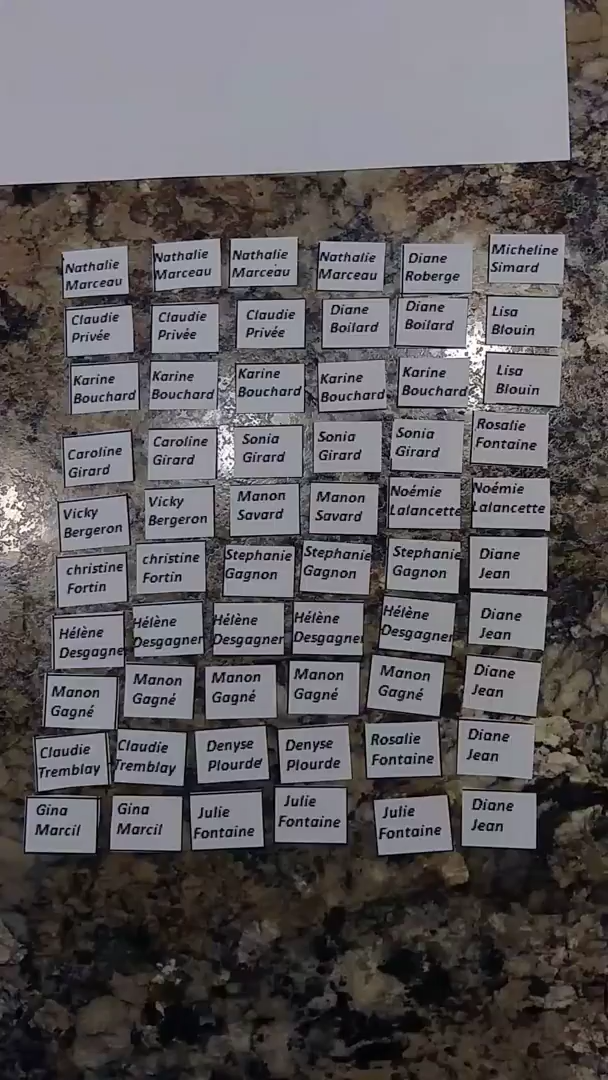 Nathalie Marceau
Nathalie Marceau
Nathalie Marceau
Nathalie Marceau
Diane Roberge
Micheline Simard
Claudie Privée
Claudie Privée
Claudie Privée
Diane Boilard
Diane Boilard
Lisa Blouin
Karine Bouchard
Karine Bouchard
Karine Bouchard
Karine Bouchard
Karine Bouchard
Lisa Blouin
Caroline Girard
Caroline Girard
Sonia Girard
Sonia Girard
Sonia Girard
Rosalie Fontaine
Vicky Bergeron
Vicky Bergeron
Manon Savard
Manon Savard
Noémie Lalancette
Noémie Lalancette
christine Fortin
christine Fortin
Stephanie Gagnon
Stephanie Gagnon
Stephanie Gagnon
Diane Jean
Hélène Desgagner
Hélène Desgagner
Hélène Desgagner
Hélène Desgagner
Hélène Desgagner
Diane Jean
Manon Gagné
Manon Gagné
Manon Gagné
Manon Gagné
Manon Gagné
Diane Jean
Claudie Tremblay
Claudie Tremblay
Denyse Plourde
Denyse Plourde
Rosalie Fontaine
Diane Jean
Gina Marcil
Gina Marcil
Julie Fontaine
Julie Fontaine
Julie Fontaine
Diane Jean